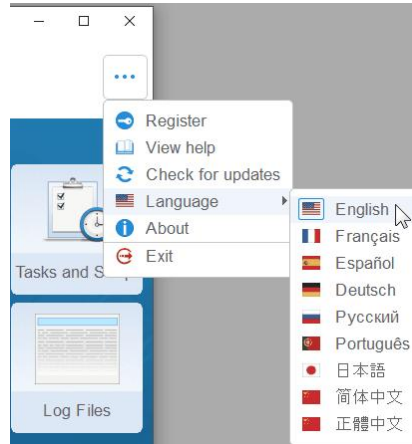 Register
View help
Check for updates
Language
About
Exit
English
Français
Español
Deutsch
Русский
Português
日本語
简体中文
正體中文
Tasks and S
Log Files